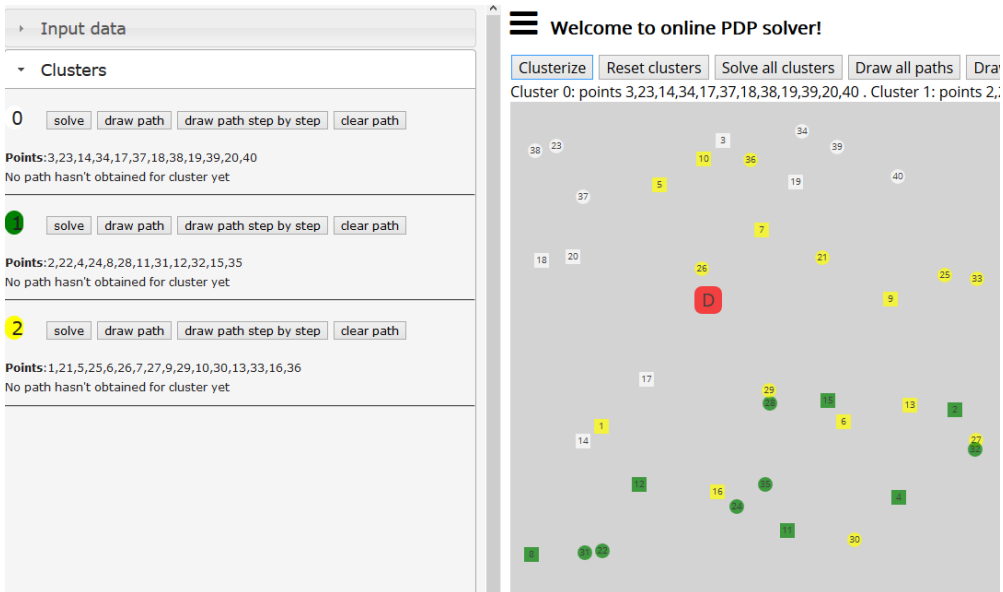 Input data
Clusters
0 solve draw path draw path step by step clear path
Points:3,23,14,34,17,37,18,38,19,39,20,40
No path hasn't obtained for cluster yet
1 solve draw path draw path step by step clear path
Points:2,22,4,24,8,28,11,31,12,32,15,35
No path hasn't obtained for cluster yet
2 solve draw path draw path step by step clear path
Points:1,21,5,25,6,26,7,27,9,29,10,30,13,33,16,36
No path hasn't obtained for cluster yet
Welcome to online PDP solver!
Clusterize Reset clusters Solve all clusters Draw all paths Draw
Cluster 0: points 3,23,14,34,17,37,18,38,19,39,20,40 . Cluster 1: points 2,
34
3
38 23 39
10 36
40
5 19
37
7
18 20 21
26
25 33
D 9
17
29
28 15 13 2
1 6
14 27
32
12 16 35
24 4
11
30
8 31 22